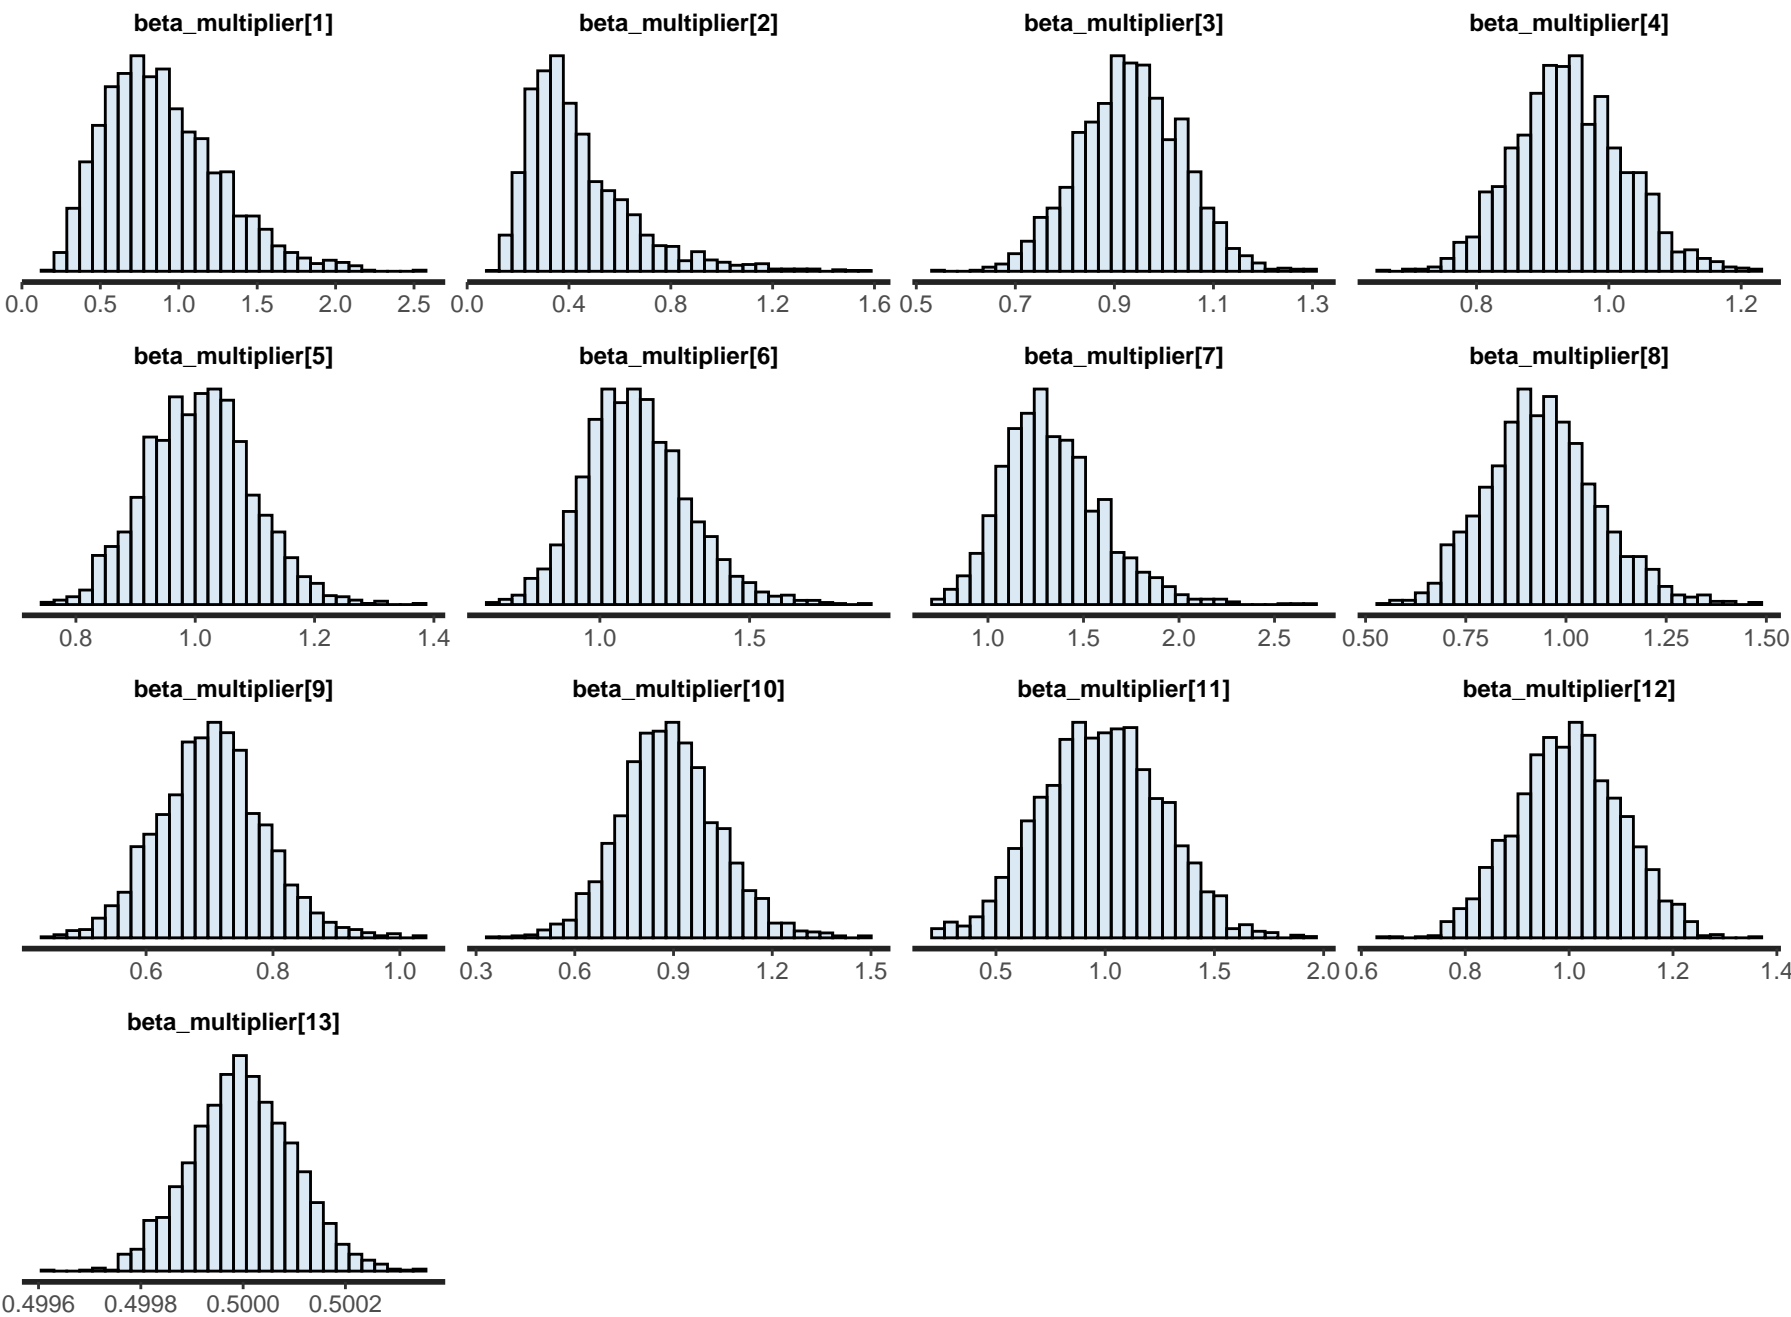 beta_multiplier[1] beta_multiplier[2] beta_multiplier[3] beta_multiplier[4]
0.0 0.5 1.0 1.5 2.0 2.5 0.0 0.4 0.8 1.2 1.6 0.5 0.7 0.9 1.1 1.3 0.8 1.0 1.2
beta_multiplier[5] beta_multiplier[6] beta_multiplier[7] beta_multiplier[8]
0.8 1.0 1.2 1.4 1.0 1.5 1.0 1.5 2.0 2.5 0.50 0.75 1.00 1.25 1.50
beta_multiplier[9] beta_multiplier[10] beta_multiplier[11] beta_multiplier[12]
0.6 0.8 1.0 0.3 0.6 0.9 1.2 1.5 0.5 1.0 1.5 2.0 0.6 0.8 1.0 1.2 1.4
beta_multiplier[13]
0.4996 0.4998 0.5000 0.5002